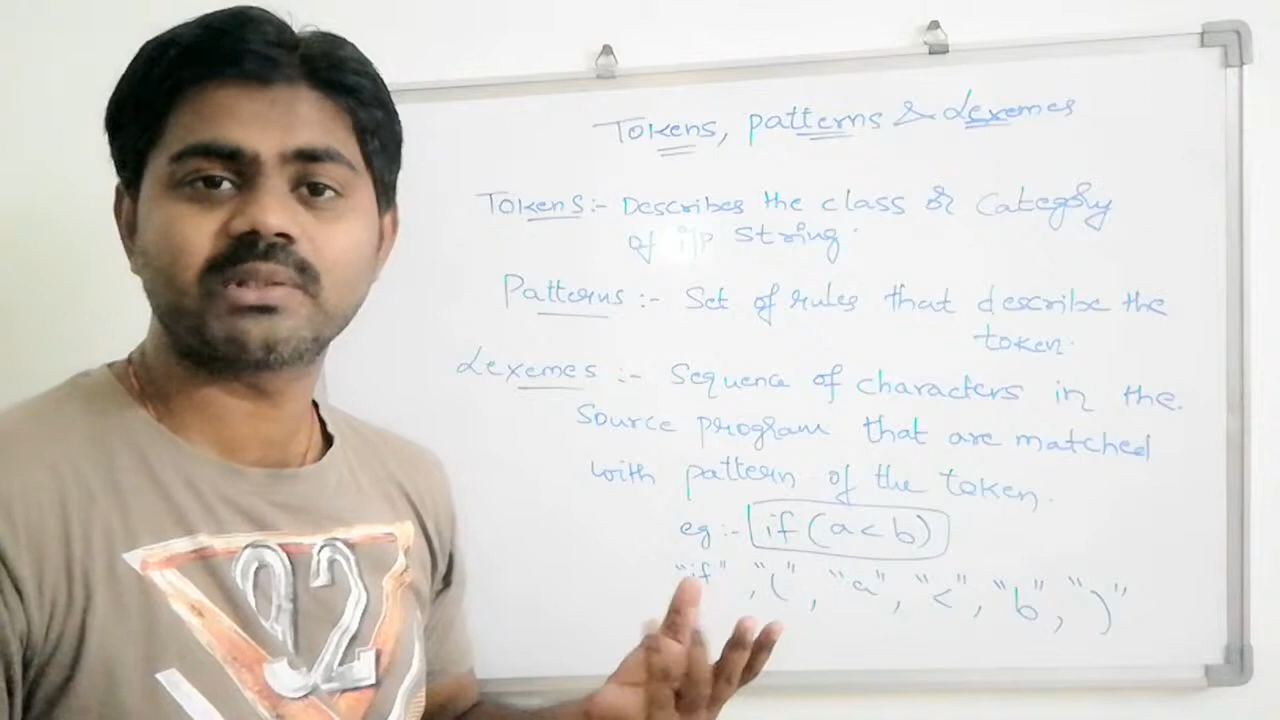 Tokens, patterns & Lexemes
Tokens :- Describes the class or Category
of i/p string.
Patterns :- Set of rules that describe the
token.
Lexemes :- Sequence of characters in the
source program that are matched
with pattern of the token.
eg :- if (a < b)
"if", "(", "a", "<", "b", ")"
92